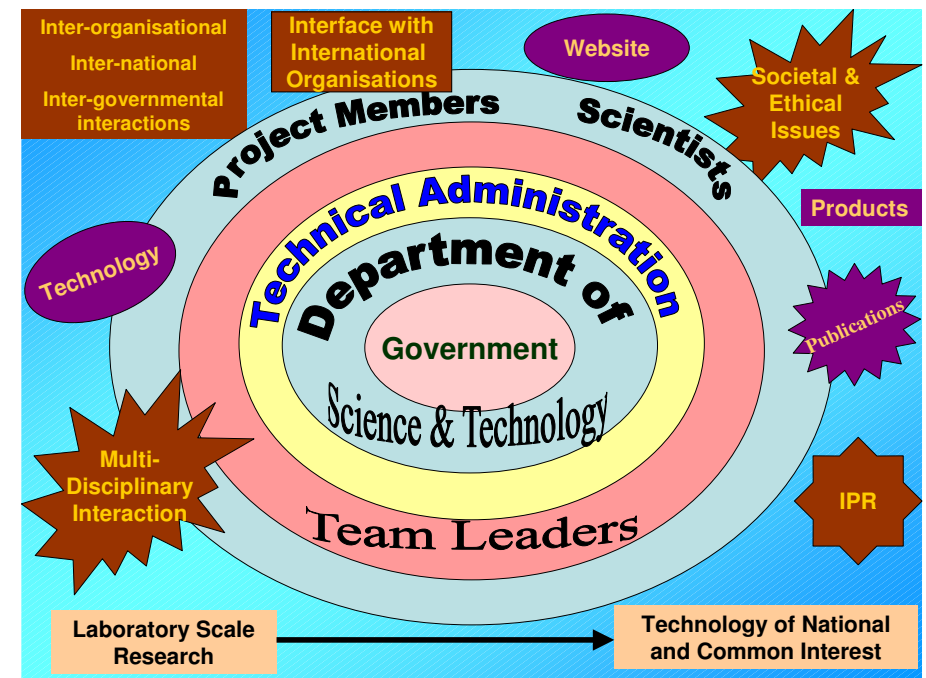 Inter-organisational
Inter-national
Inter-governmental
interactions
Interface with
International
Organisations
Website
Societal &
Ethical
Issues
Project Members
Scientists
Products
Technical Administration
Technology
Department of
Publications
Government
Science & Technology
Multi-
Disciplinary
Interaction
IPR
Team Leaders
Laboratory Scale
Research
Technology of National
and Common Interest